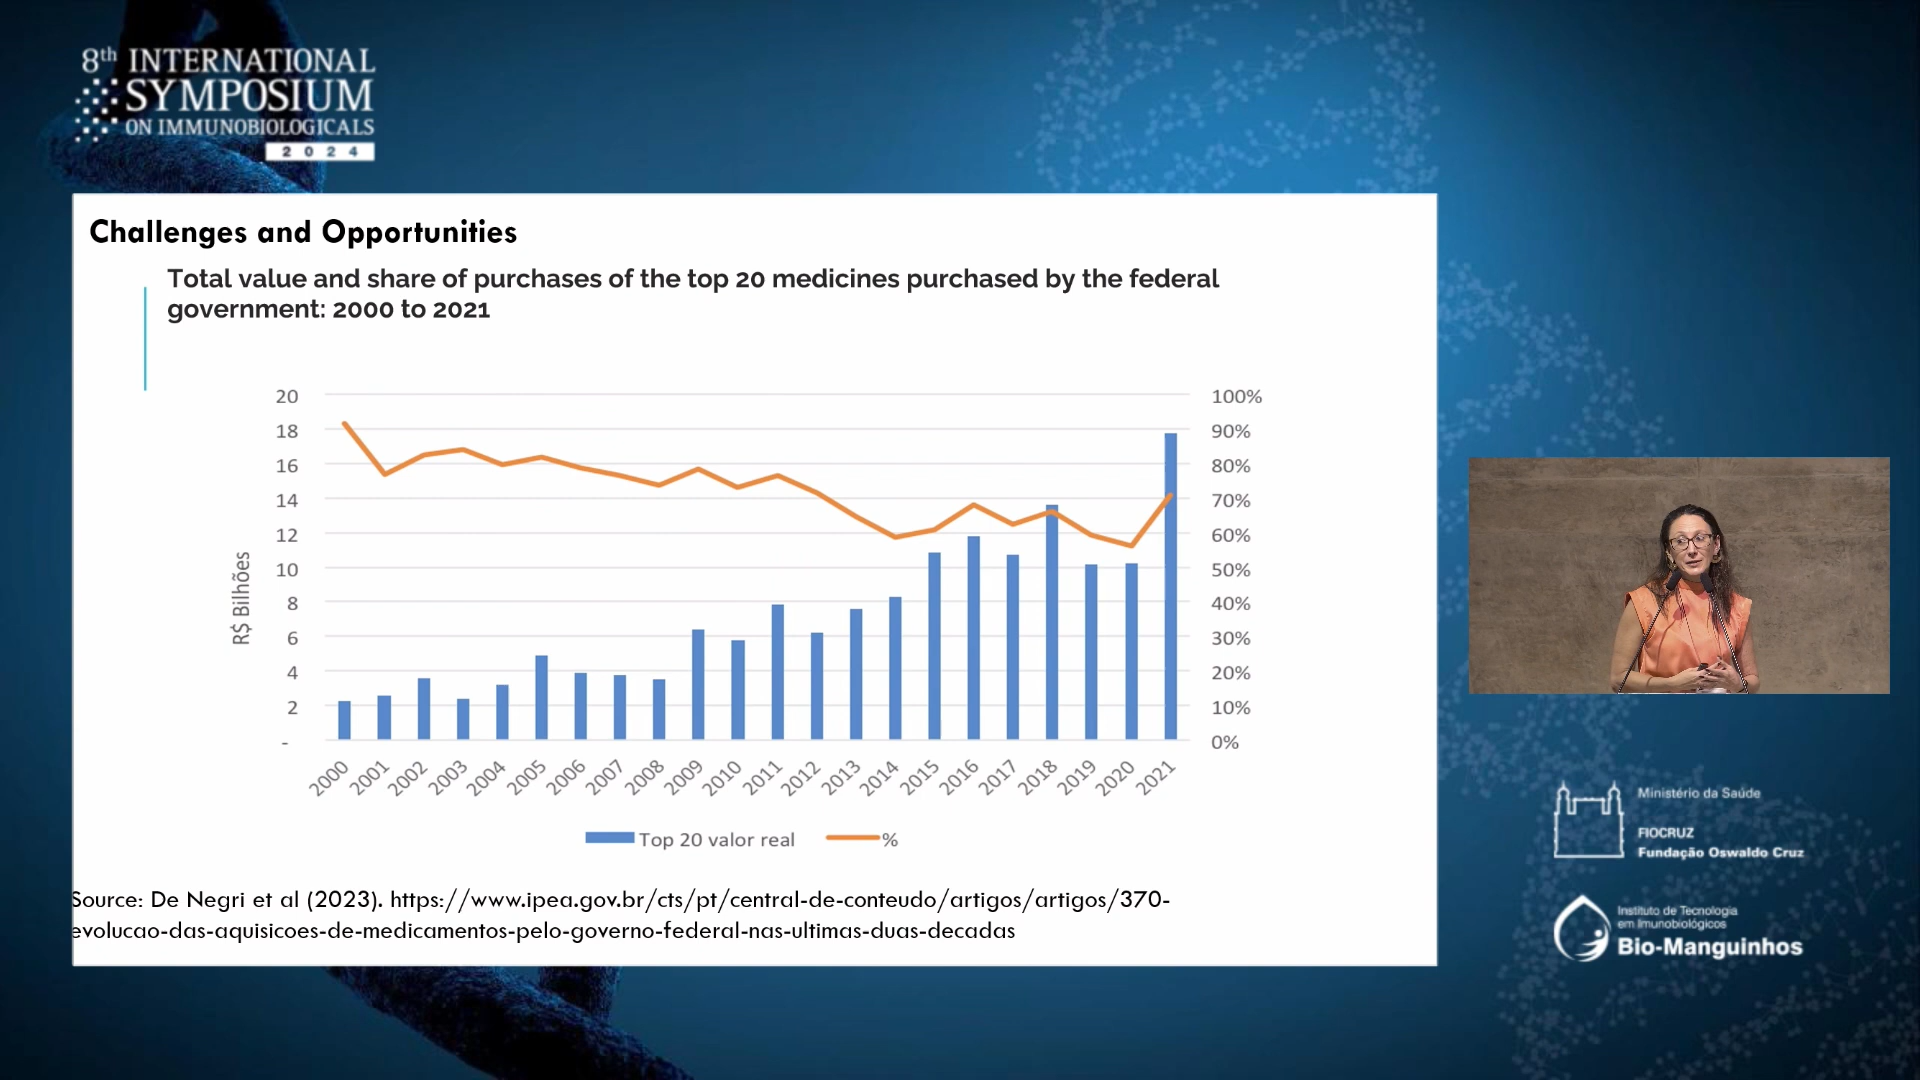 8th INTERNATIONAL
SYMPOSIUM
ON IMMUNOBIOLOGICALS
2024
Challenges and Opportunities
Total value and share of purchases of the top 20 medicines purchased by the federal
government: 2000 to 2021
20
18
16
14
12
10
8
6
4
2
-
R$ Bilhões
100%
90%
80%
70%
60%
50%
40%
30%
20%
10%
0%
2000 2001 2002 2003 2004 2005 2006 2007 2008 2009 2010 2011 2012 2013 2014 2015 2016 2017 2018 2019 2020 2021
Top 20 valor real %
Source: De Negri et al (2023). https://www.ipea.gov.br/cts/pt/central-de-conteudo/artigos/artigos/370-
evolucao-das-aquisicoes-de-medicamentos-pelo-governo-federal-nas-ultimas-duas-decadas
Ministério da Saúde
FIOCRUZ
Fundação Oswaldo Cruz
Instituto de Tecnologia
em Imunobiológicos
Bio-Manguinhos